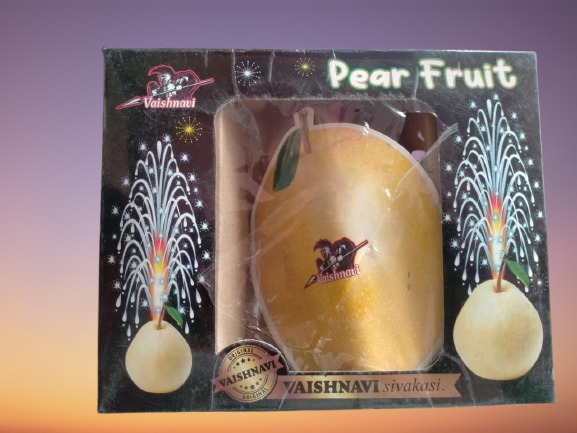 Vaishnavi
Pear Fruit
Vaishnavi
ORIGINAL
VAISHNAVI
ORIGINAL
VAISHNAVI sivakasi.